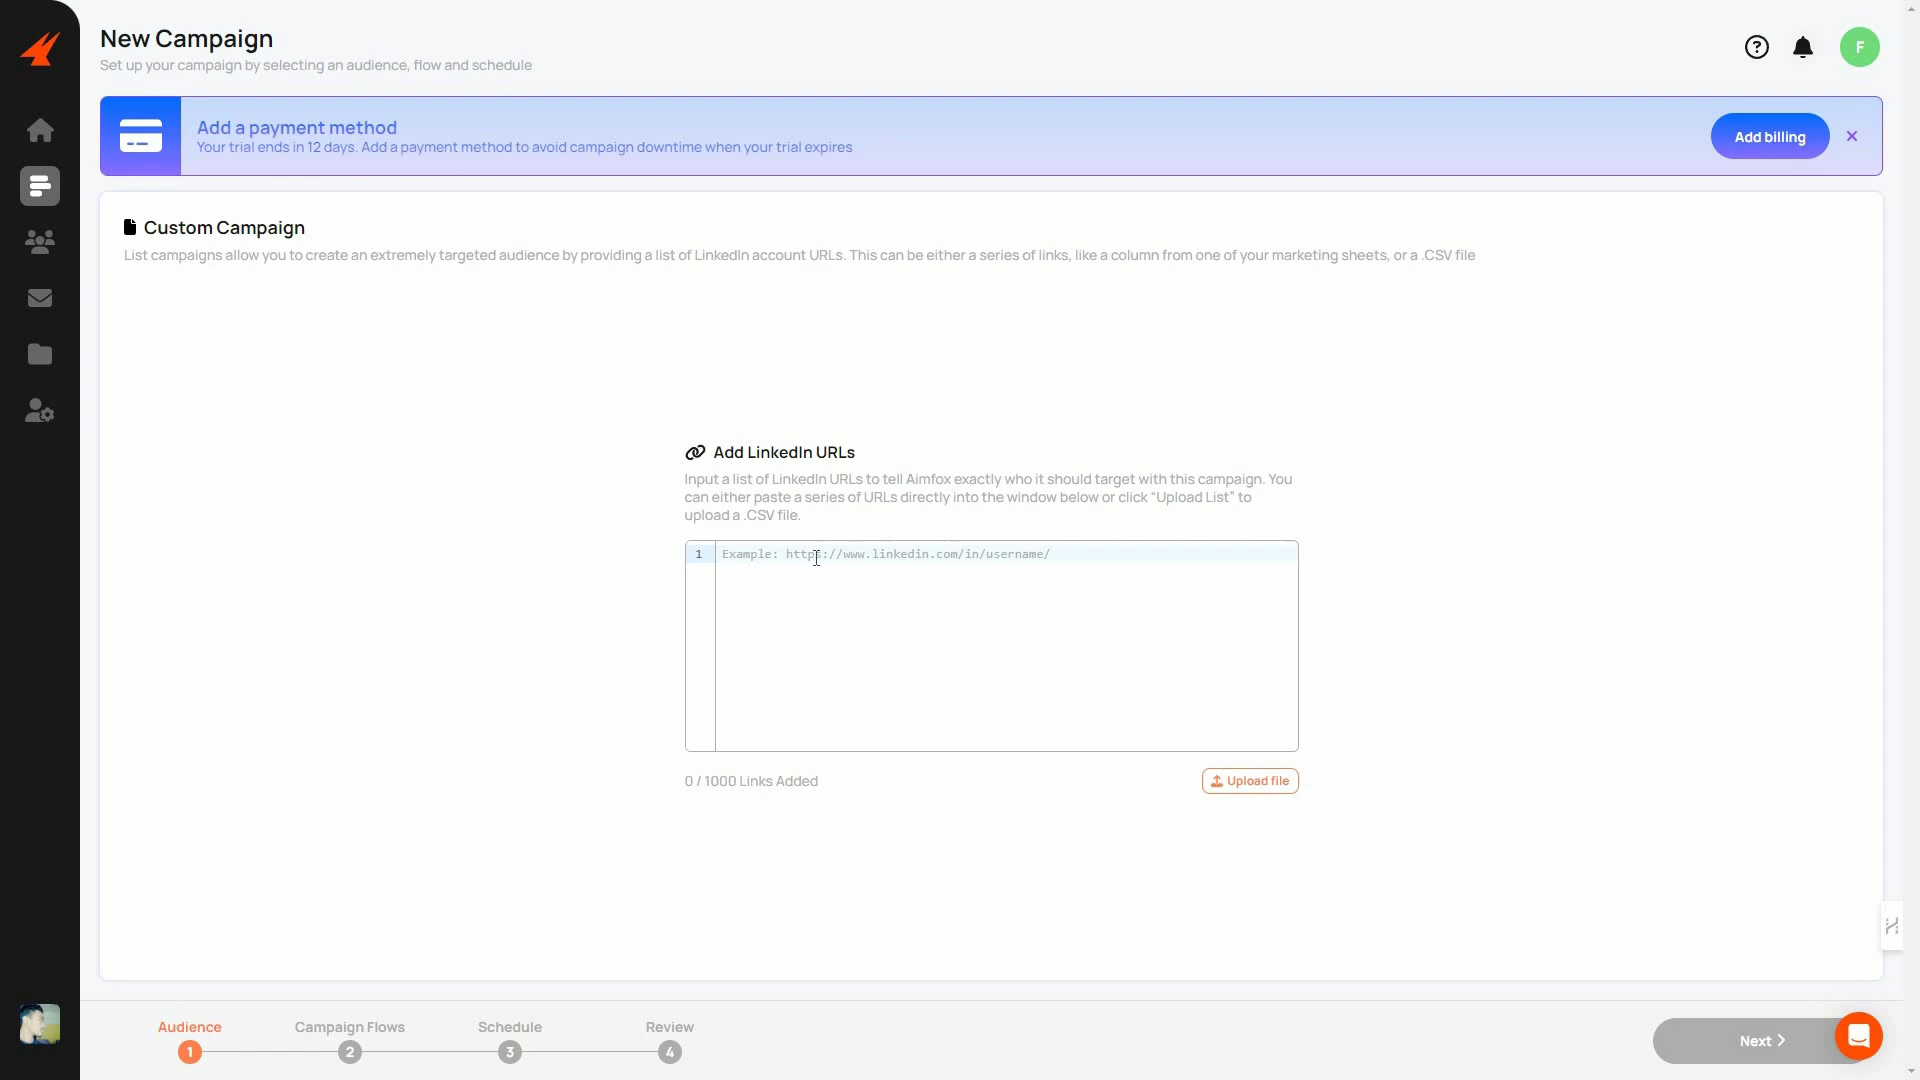 New Campaign
Set up your campaign by selecting an audience, flow and schedule
F
Add a payment method
Your trial ends in 12 days. Add a payment method to avoid campaign downtime when your trial expires
Add billing
Custom Campaign
List campaigns allow you to create an extremely targeted audience by providing a list of LinkedIn account URLs. This can be either a series of links, like a column from one of your marketing sheets, or a .CSV file
Add LinkedIn URLs
Input a list of LinkedIn URLs to tell Aimfox exactly who it should target with this campaign. You
can either paste a series of URLs directly into the window below or click “Upload List” to
upload a .CSV file.
1 Example: https://www.linkedin.com/in/username/
0 / 1000 Links Added
Upload file
Audience Campaign Flows Schedule Review
1 2 3 4
Next